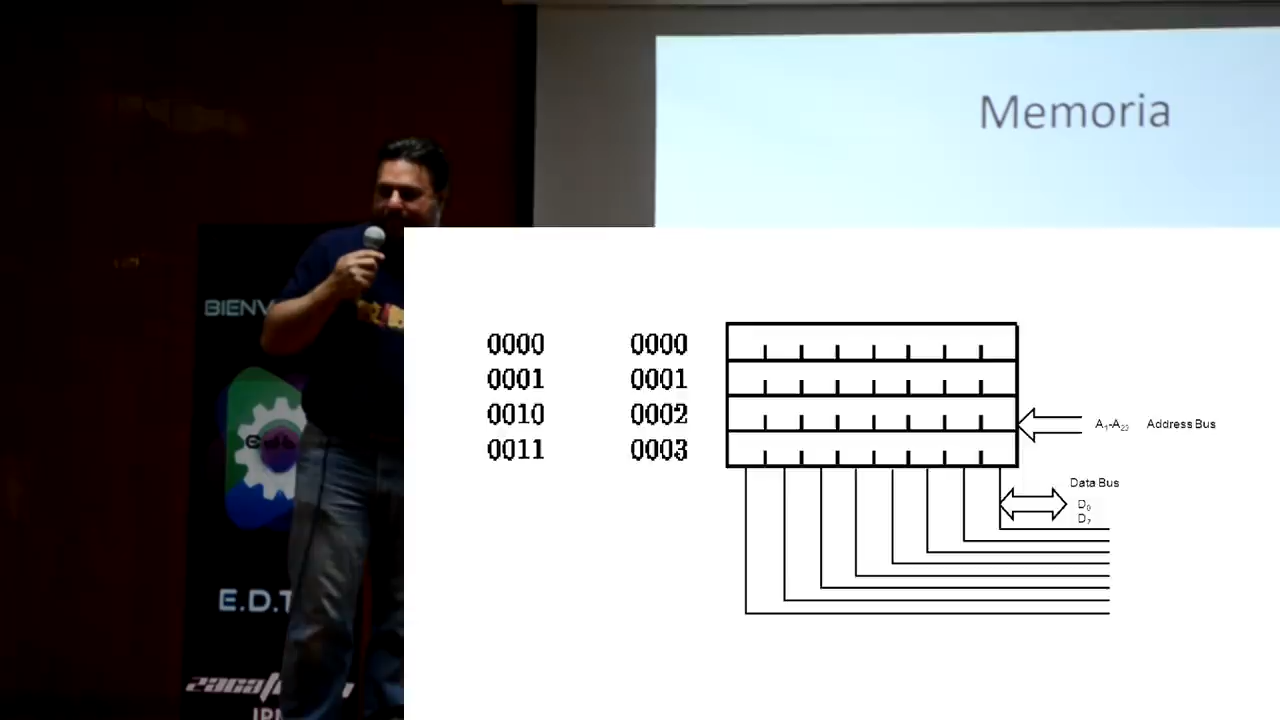 Memoria
BIENV
E.D.T
0000 0000
0001 0001
0010 0002
0011 0003
A1-A23 Address Bus
Data Bus
D0
D7